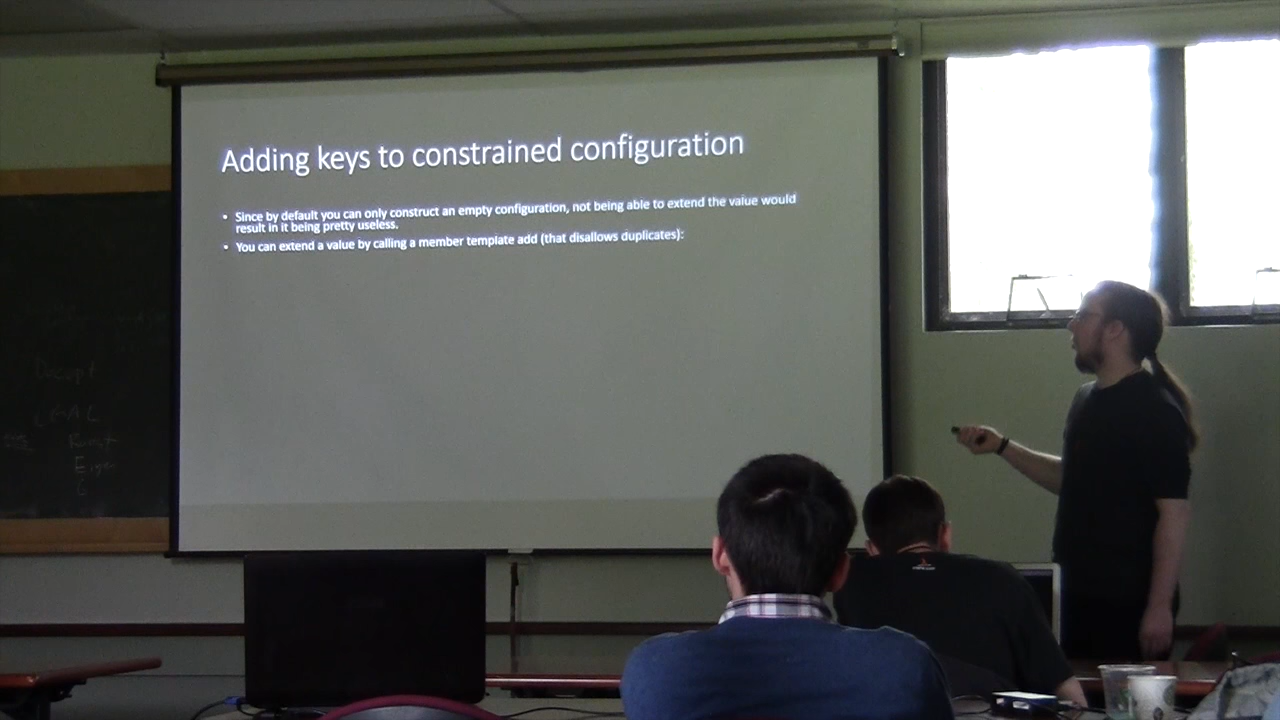 Adding keys to constrained configuration
• Since by default you can only construct an empty configuration, not being able to extend the value would
result in it being pretty useless.
• You can extend a value by calling a member template add (that disallows duplicates):